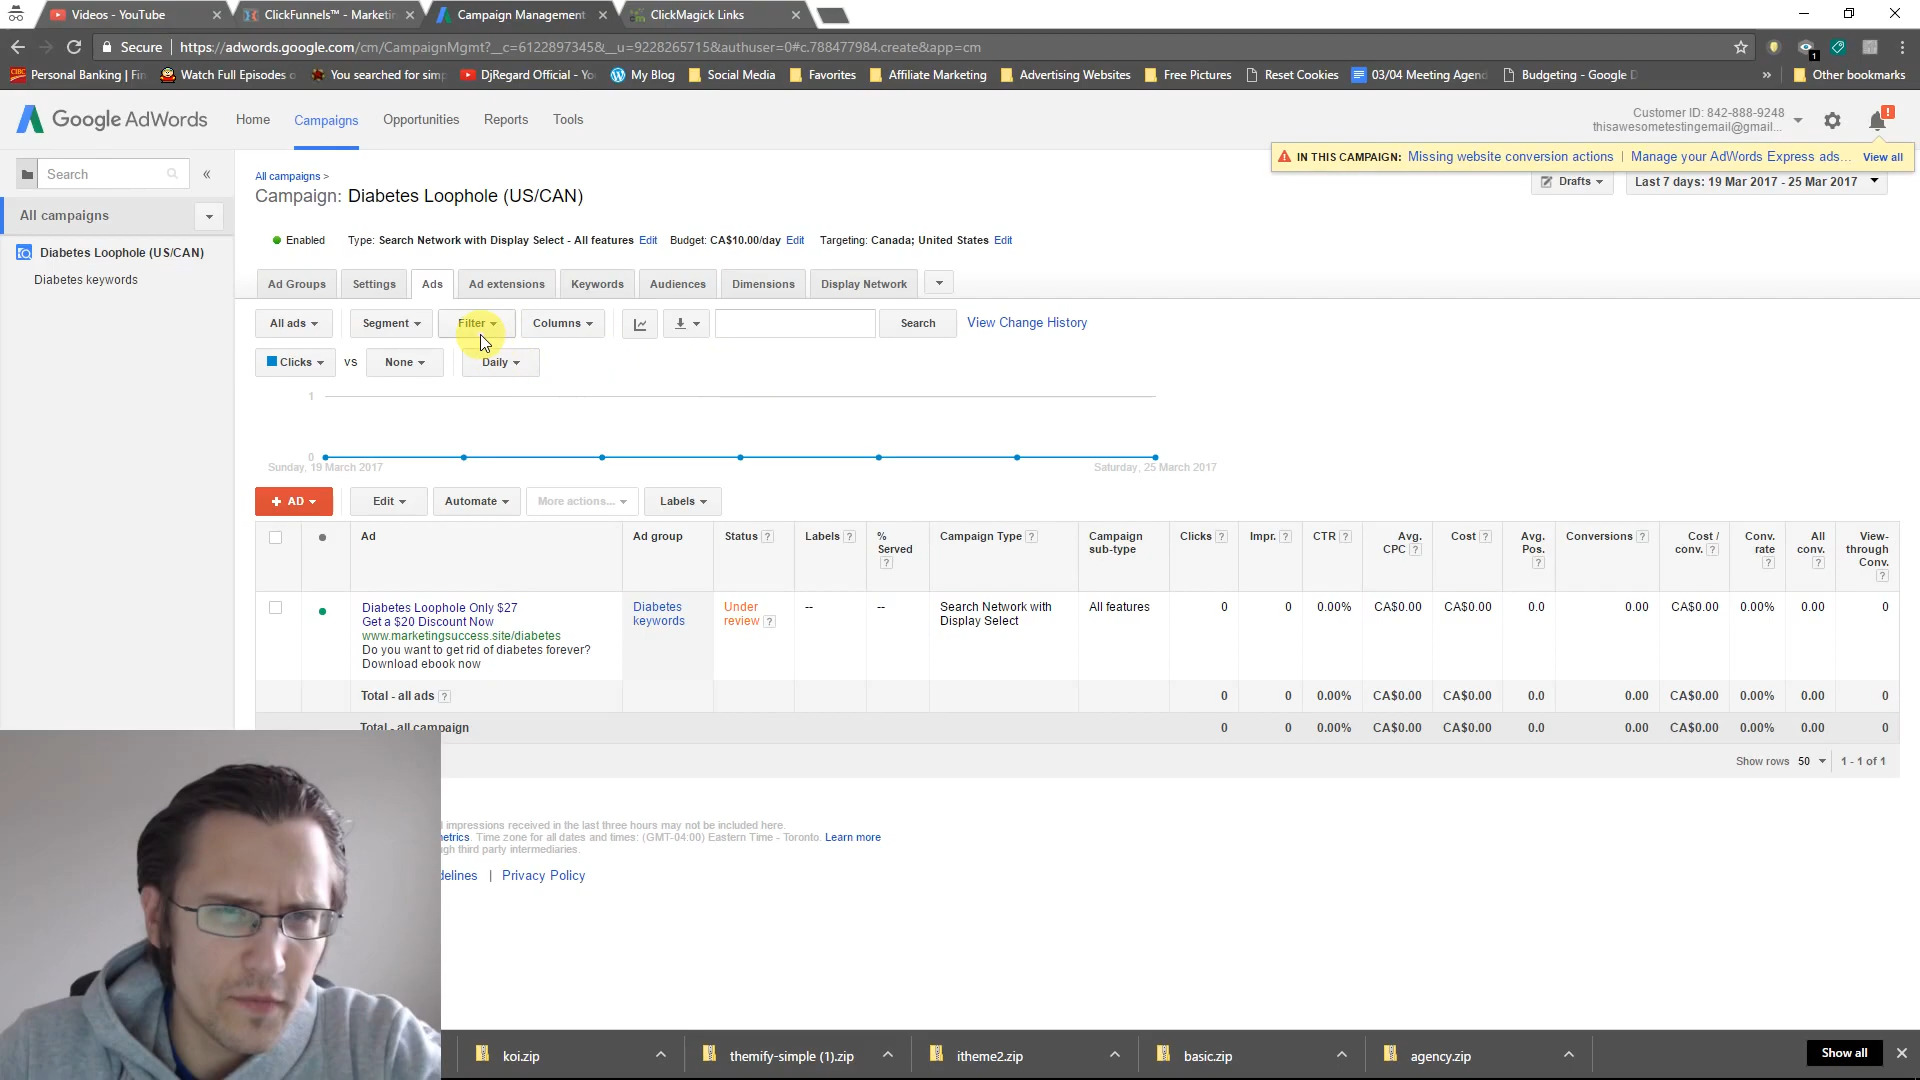 Videos - YouTube
ClickFunnels™ - Marketin
Campaign Management
ClickMagick Links
Secure
https://adwords.google.com/cm/CampaignMgmt?__c=6122897345&__u=9228265715&authuser=0#c.788477984.create&app=cm
1
CIBC Personal Banking | Fin
Watch Full Episodes o
You searched for simp
DjRegard Official - Yo
My Blog
Social Media
Favorites
Affiliate Marketing
Advertising Websites
Free Pictures
Reset Cookies
03/04 Meeting Agend
Budgeting - Google D
»
Other bookmarks
Google AdWords
Home
Campaigns
Opportunities
Reports
Tools
Customer ID: 842-888-9248
thisawesometestingemail@gmail...
!
IN THIS CAMPAIGN: Missing website conversion actions | Manage your AdWords Express ads... View all
Search
«
All campaigns >
Campaign: Diabetes Loophole (US/CAN)
Drafts
Last 7 days: 19 Mar 2017 - 25 Mar 2017
All campaigns
Diabetes Loophole (US/CAN)
Diabetes keywords
Enabled Type: Search Network with Display Select - All features Edit Budget: CA$10.00/day Edit Targeting: Canada; United States Edit
Ad Groups Settings Ads Ad extensions Keywords Audiences Dimensions Display Network
All ads Segment Filter Columns Search View Change History
Clicks vs None Daily
1
0
Sunday, 19 March 2017 Saturday, 25 March 2017
+ AD Edit Automate More actions... Labels
Ad
Ad group
Status ?
Labels ?
% Served ?
Campaign Type ?
Campaign sub-type
Clicks ?
Impr. ?
CTR ?
Avg. CPC ?
Cost ?
Avg. Pos. ?
Conversions ?
Cost / conv. ?
Conv. rate ?
All conv. ?
View-through Conv. ?
Diabetes Loophole Only $27
Get a $20 Discount Now
www.marketingsuccess.site/diabetes
Do you want to get rid of diabetes forever?
Download ebook now
Diabetes keywords
Under review ?
--
--
Search Network with Display Select
All features
0 0 0.00% CA$0.00 CA$0.00 0.0 0.00 CA$0.00 0.00% 0.00 0
Total - all ads ? 0 0 0.00% CA$0.00 CA$0.00 0.0 0.00 CA$0.00 0.00% 0.00 0
Total - all campaign 0 0 0.00% CA$0.00 CA$0.00 0.0 0.00 CA$0.00 0.00% 0.00 0
Show rows 50 1 - 1 of 1
impressions received in the last three hours may not be included here.
etrics. Time zone for all dates and times: (GMT-04:00) Eastern Time - Toronto. Learn more
gh third party intermediaries.
delines | Privacy Policy
koi.zip
themify-simple (1).zip
itheme2.zip
basic.zip
agency.zip
Show all